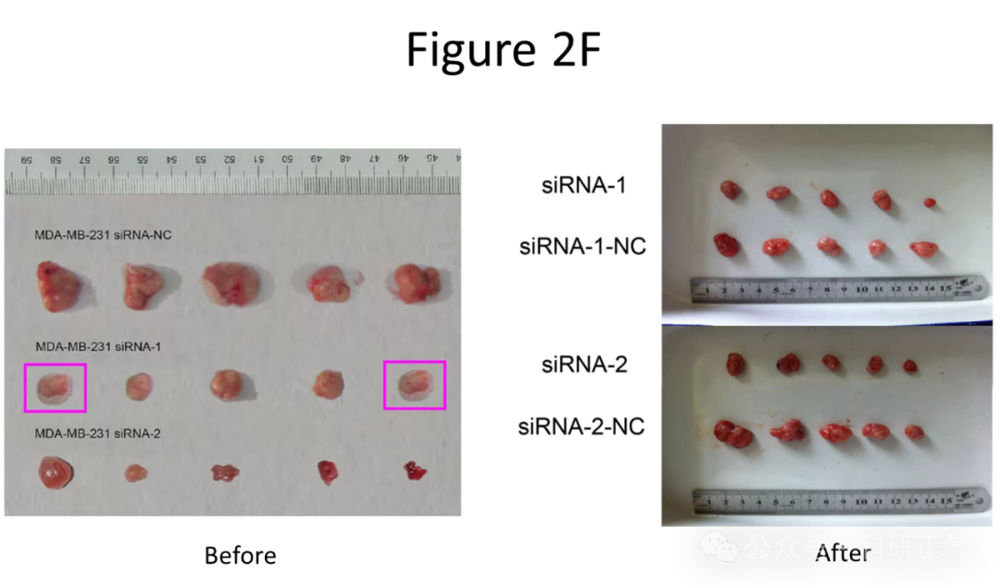 Figure 2F
59 58 57 56 55 54 53 52 51 50 49 48 47 46 45
MDA-MB-231 siRNA-NC
MDA-MB-231 siRNA-1
MDA-MB-231 siRNA-2
Before
siRNA-1
siRNA-1-NC
1 2 3 4 5 6 7 8 9 10 11 12 13 14 15
siRNA-2
siRNA-2-NC
1 2 3 4 5 6 7 8 9 10 11 12 13 14 15
After
公众号 科研正气